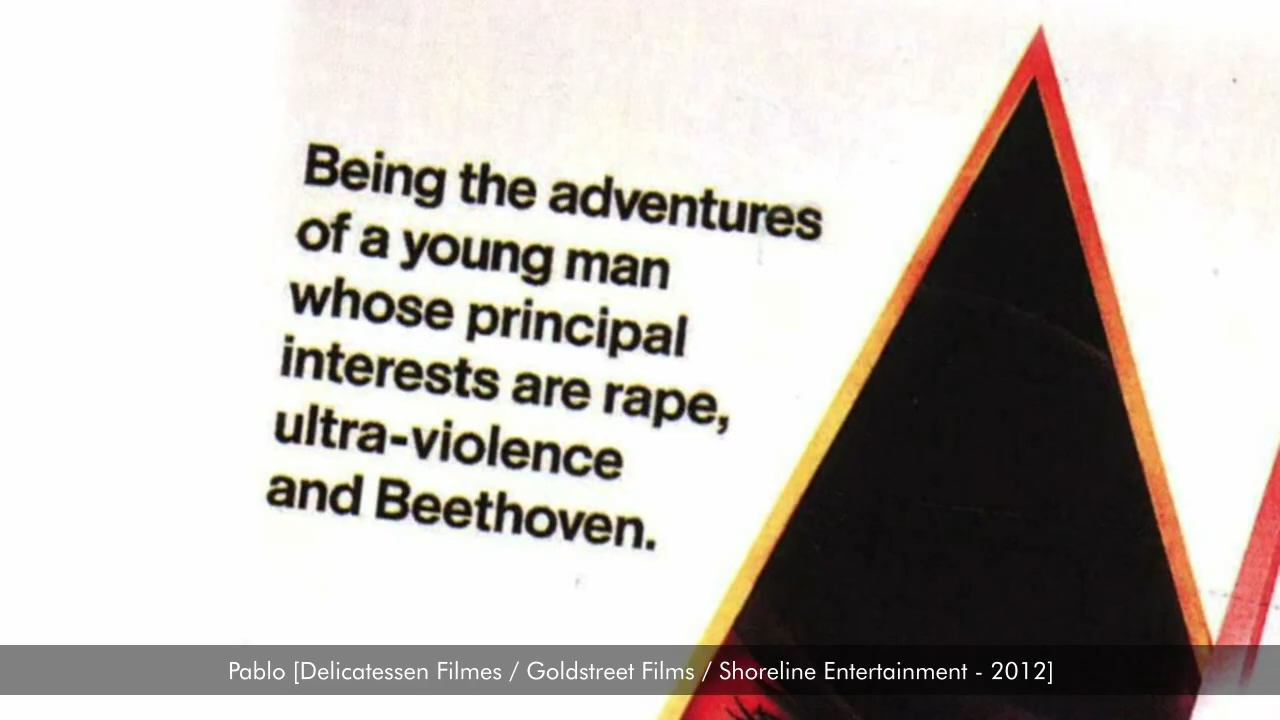 Being the adventures
of a young man
whose principal
interests are rape,
ultra-violence
and Beethoven.
Pablo [Delicatessen Filmes / Goldstreet Films / Shoreline Entertainment - 2012]